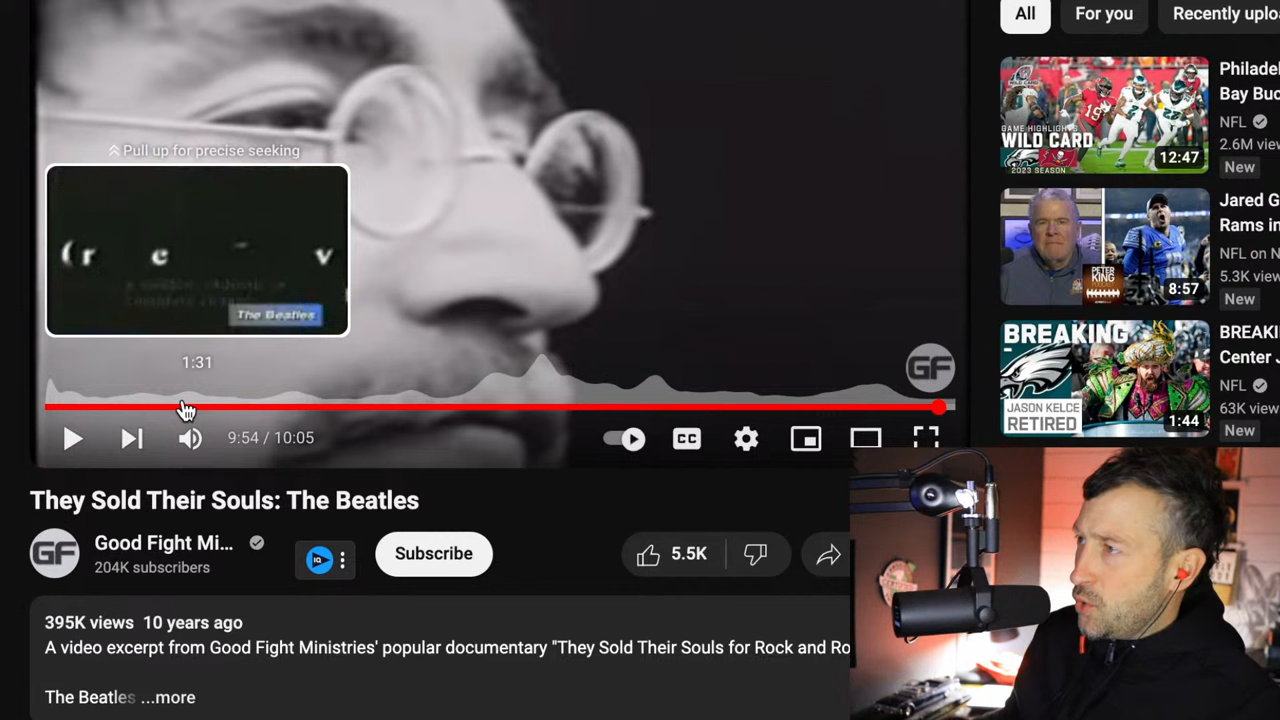 All
For you
Recently uplo
Pull up for precise seeking
(r e - v
The Beatles
1:31
GF
9:54 / 10:05
CC
GAME HIGHLIGHTS
WILD CARD
2023 SEASON
12:47
Philadel
Bay Buc
NFL
2.6M view
New
PETER
KING
PODCAST
8:57
Jared G
Rams in
NFL on N
5.3K view
New
BREAKING
JASON KELCE
RETIRED
1:44
BREAKI
Center J
NFL
63K view
New
They Sold Their Souls: The Beatles
GF
Good Fight Mi...
204K subscribers
IQ
Subscribe
5.5K
395K views 10 years ago
A video excerpt from Good Fight Ministries' popular documentary "They Sold Their Souls for Rock and Ro
The Beatles ...more